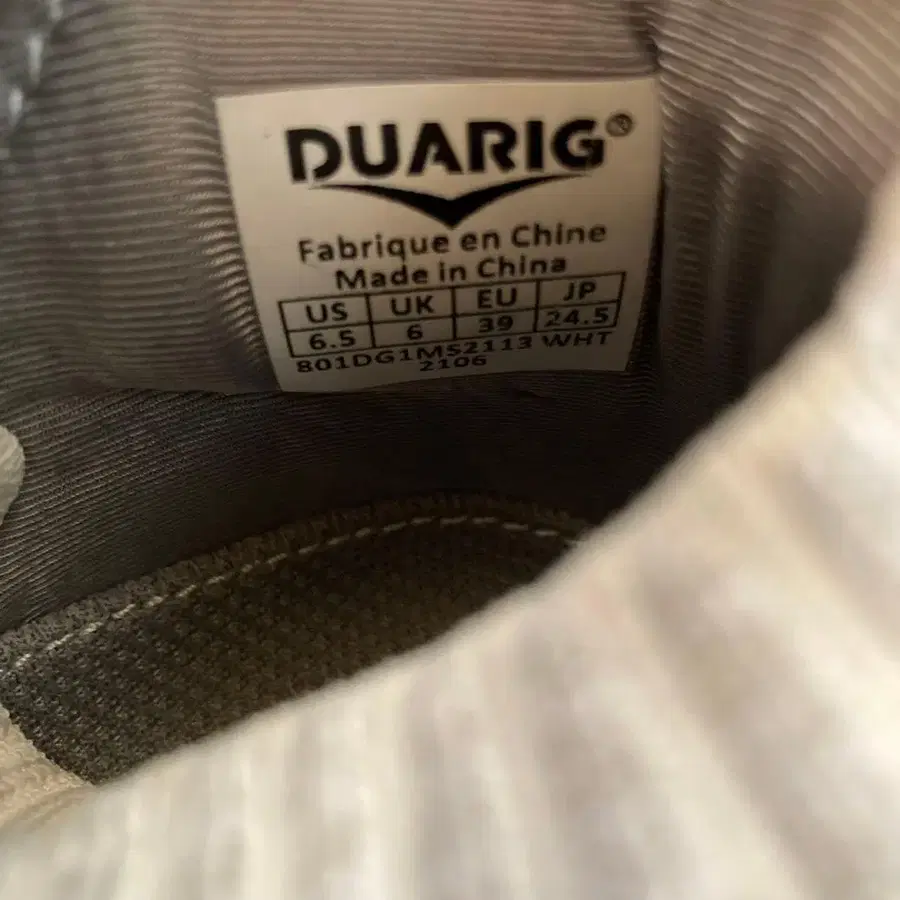 DUARIG®
Fabrique en Chine
Made in China
US UK EU JP
6.5 6 39 24.5
801DG1MS2113 WHT
2106